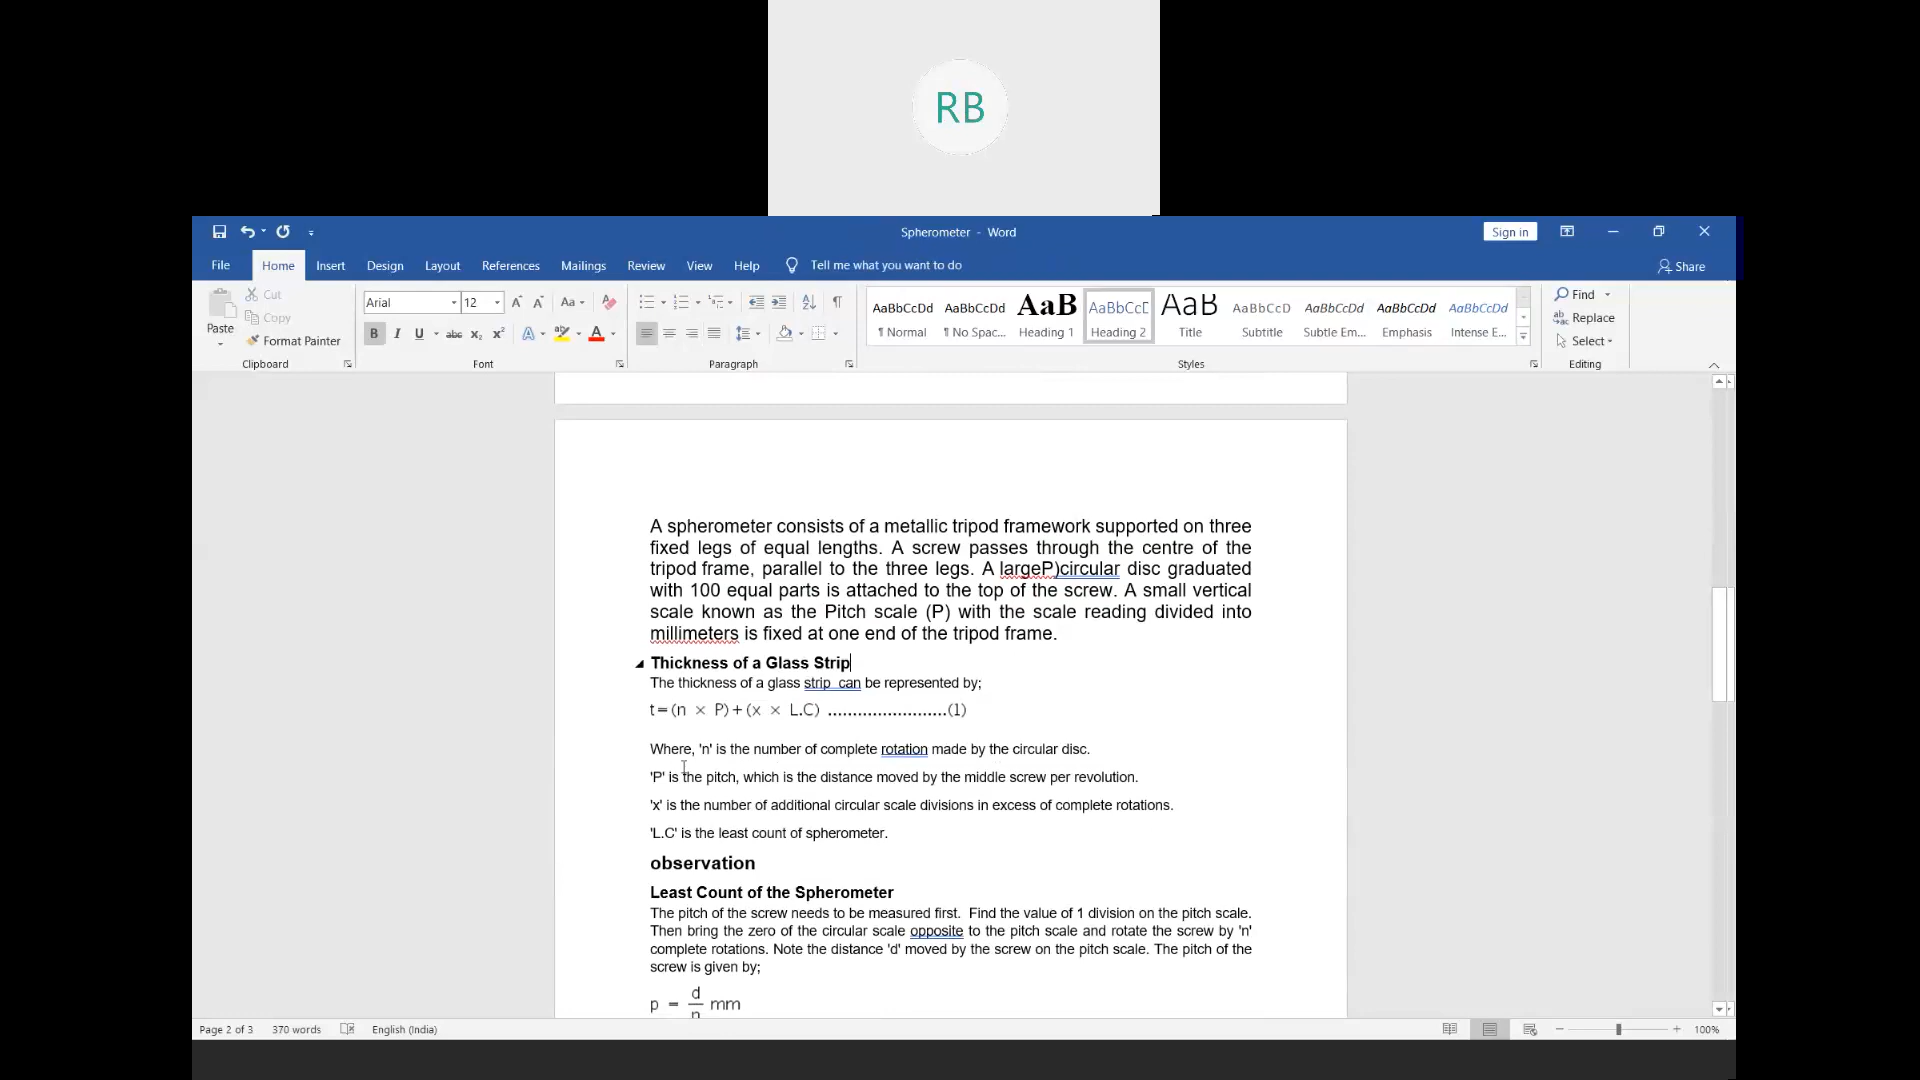 RB
Spherometer - Word
Sign in
File Home Insert Design Layout References Mailings Review View Help Tell me what you want to do Share
Paste
Cut
Copy
Format Painter
Clipboard
Arial 12
Aa
B I U abc x₂ x² A A
Font
Paragraph
AaBbCcDd AaBbCcDd AaB AaBbCcD AaB AaBbCcD AaBbCcDd AaBbCcDd AaBbCcDd
¶ Normal ¶ No Spac... Heading 1 Heading 2 Title Subtitle Subtle Em... Emphasis Intense E...
Styles
Find
Replace
Select
Editing
A spherometer consists of a metallic tripod framework supported on three
fixed legs of equal lengths. A screw passes through the centre of the
tripod frame, parallel to the three legs. A largeP)circular disc graduated
with 100 equal parts is attached to the top of the screw. A small vertical
scale known as the Pitch scale (P) with the scale reading divided into
millimeters is fixed at one end of the tripod frame.
Thickness of a Glass Strip
The thickness of a glass strip can be represented by;
t=(n × P)+(x × L.C) ........................(1)
Where, 'n' is the number of complete rotation made by the circular disc.
'P' is the pitch, which is the distance moved by the middle screw per revolution.
'x' is the number of additional circular scale divisions in excess of complete rotations.
'L.C' is the least count of spherometer.
observation
Least Count of the Spherometer
The pitch of the screw needs to be measured first. Find the value of 1 division on the pitch scale.
Then bring the zero of the circular scale opposite to the pitch scale and rotate the screw by 'n'
complete rotations. Note the distance 'd' moved by the screw on the pitch scale. The pitch of the
screw is given by;
p = d/n mm
Page 2 of 3 370 words English (India) 100%